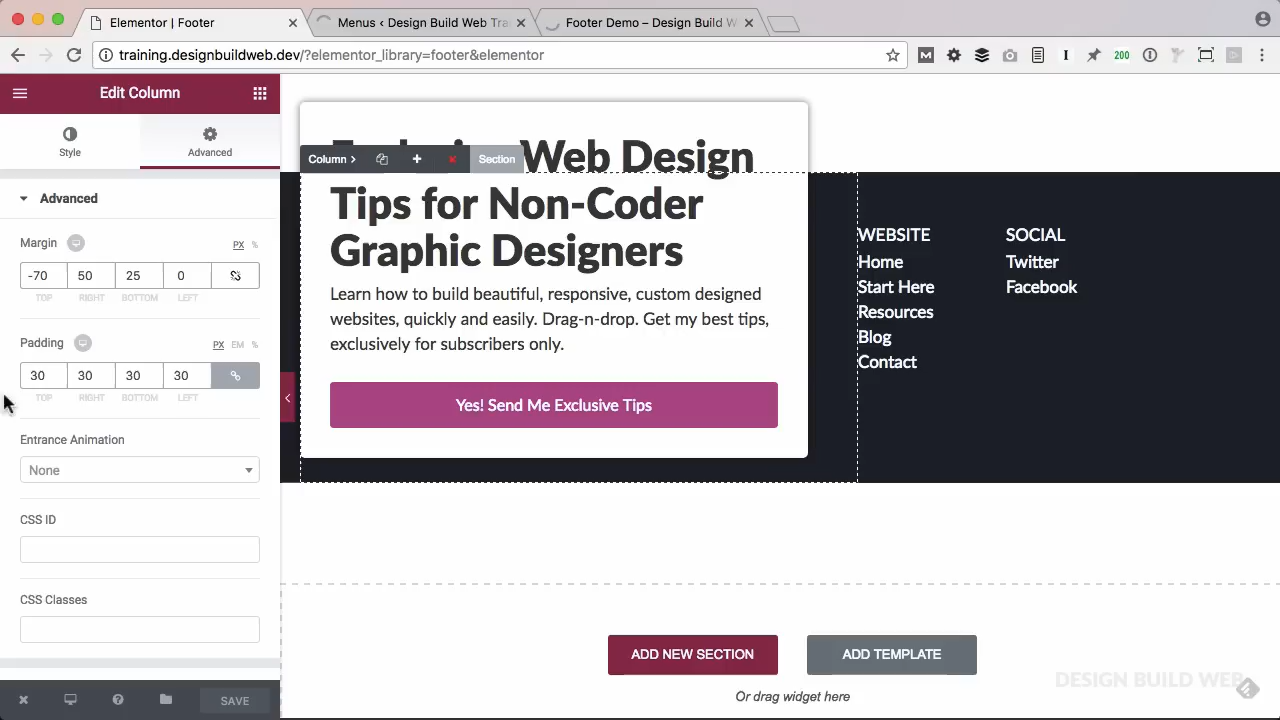 Elementor | Footer
Menus ‹ Design Build Web Tra
Footer Demo – Design Build W
training.designbuildweb.dev/?elementor_library=footer&elementor
200
Edit Column
Style
Advanced
Advanced
Margin
PX %
-70 50 25 0
TOP RIGHT BOTTOM LEFT
Padding
PX EM %
30 30 30 30
TOP RIGHT BOTTOM LEFT
Entrance Animation
None
CSS ID
CSS Classes
SAVE
Column
Section
Web Design
Tips for Non-Coder
Graphic Designers
Learn how to build beautiful, responsive, custom designed
websites, quickly and easily. Drag-n-drop. Get my best tips,
exclusively for subscribers only.
Yes! Send Me Exclusive Tips
WEBSITE
Home
Start Here
Resources
Blog
Contact
SOCIAL
Twitter
Facebook
ADD NEW SECTION
ADD TEMPLATE
Or drag widget here
DESIGN BUILD WEB